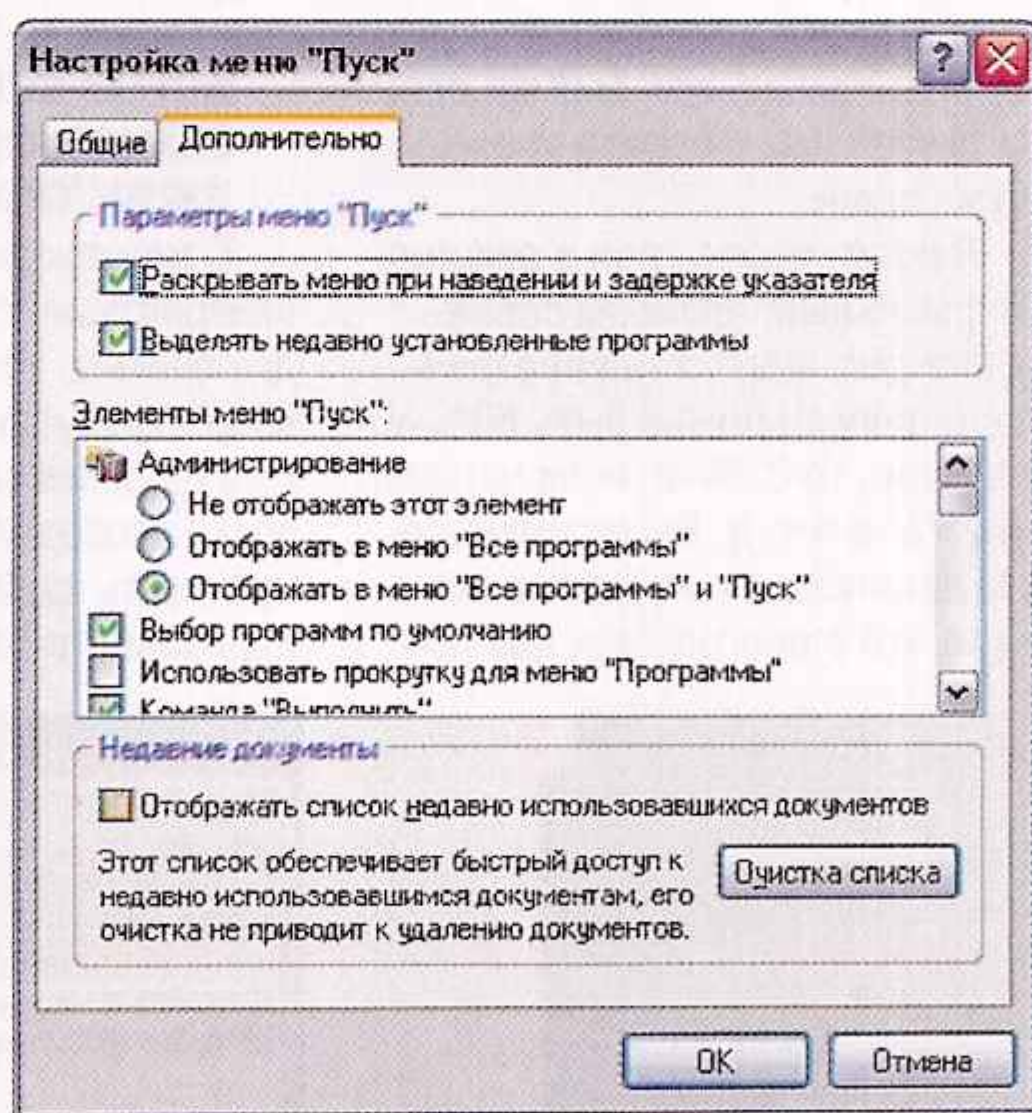 Настройка меню "Пуск"
Общие
Дополнительно
Параметры меню "Пуск"
Раскрывать меню при наведении и задержке указателя
Выделять недавно установленные программы
Элементы меню "Пуск":
Администрирование
Не отображать этот элемент
Отображать в меню "Все программы"
Отображать в меню "Все программы" и "Пуск"
Выбор программ по умолчанию
Использовать прокрутку для меню "Программы"
Команда "Выполнить"
Недавние документы
Отображать список недавно использовавшихся документов
Этот список обеспечивает быстрый доступ к
недавно использовавшимся документам, его
очистка не приводит к удалению документов.
Очистка списка
ОК
Отмена